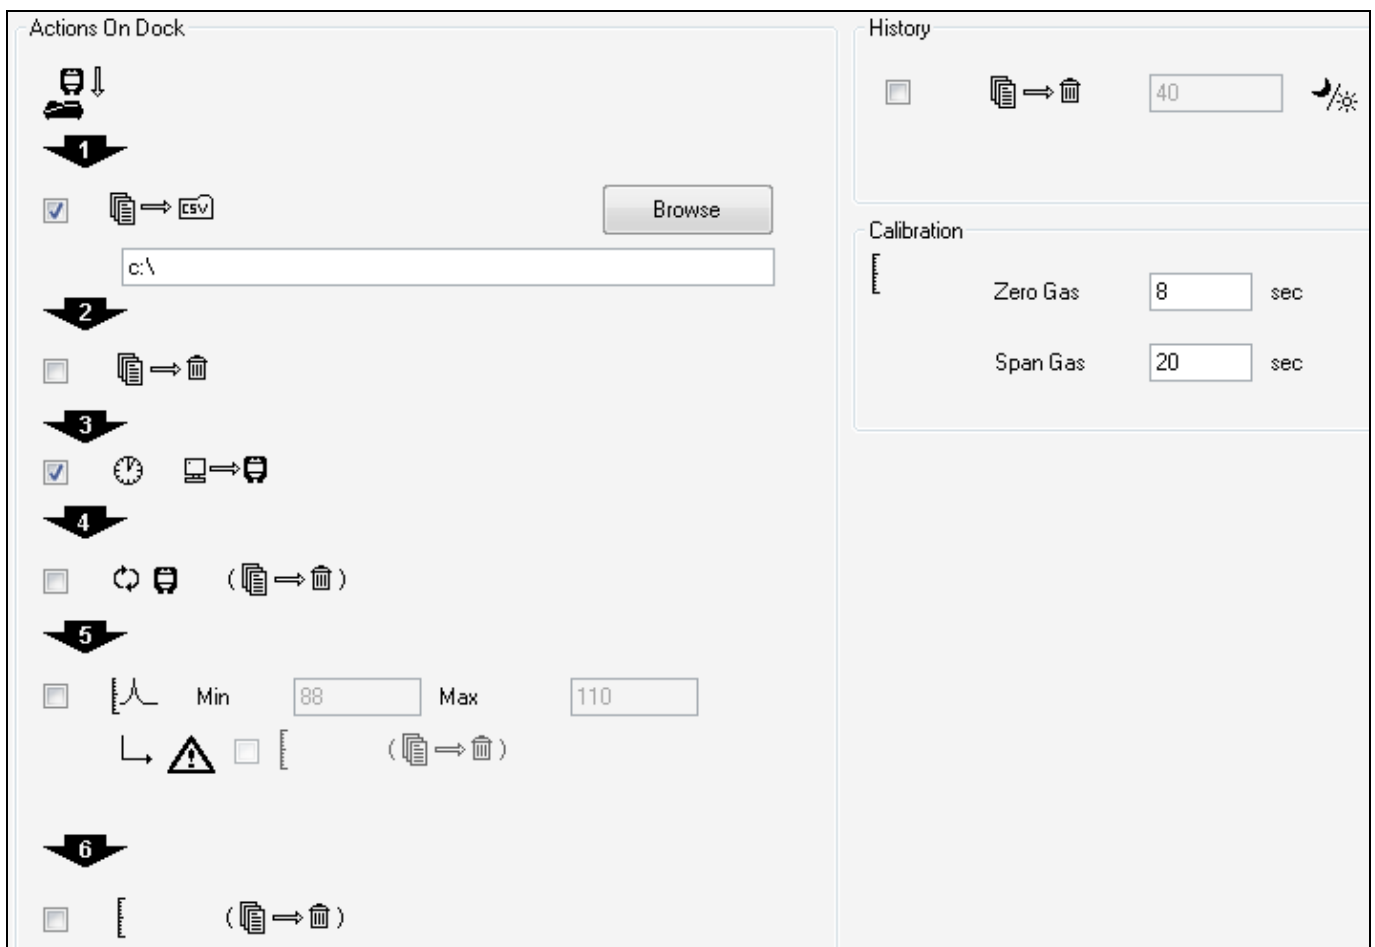 Actions On Dock
1
CSV
Browse
c:\
2
3
4
( )
5
Min 88 Max 110
( )
6
( )
History
40
/
Calibration
Zero Gas 8 sec
Span Gas 20 sec